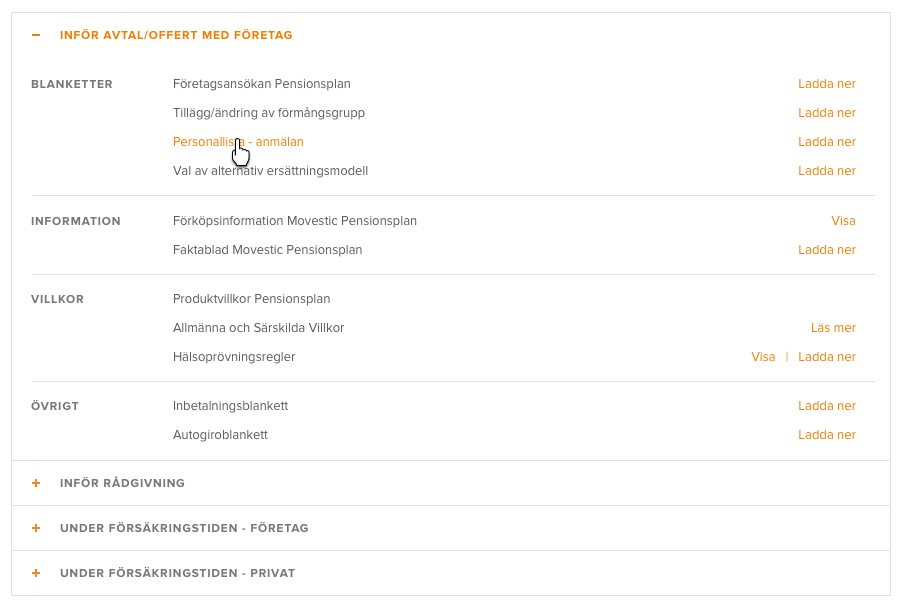 − INFÖR AVTAL/OFFERT MED FÖRETAG
BLANKETTER Företagsansökan Pensionsplan Ladda ner
Tillägg/ändring av förmångsgrupp Ladda ner
Personallista - anmälan Ladda ner
Val av alternativ ersättningsmodell Ladda ner
INFORMATION Förköpsinformation Movestic Pensionsplan Visa
Faktablad Movestic Pensionsplan Ladda ner
VILLKOR Produktvillkor Pensionsplan
Allmänna och Särskilda Villkor Läs mer
Hälsoprövningsregler Visa | Ladda ner
ÖVRIGT Inbetalningsblankett Ladda ner
Autogiroblankett Ladda ner
+ INFÖR RÅDGIVNING
+ UNDER FÖRSÄKRINGSTIDEN - FÖRETAG
+ UNDER FÖRSÄKRINGSTIDEN - PRIVAT